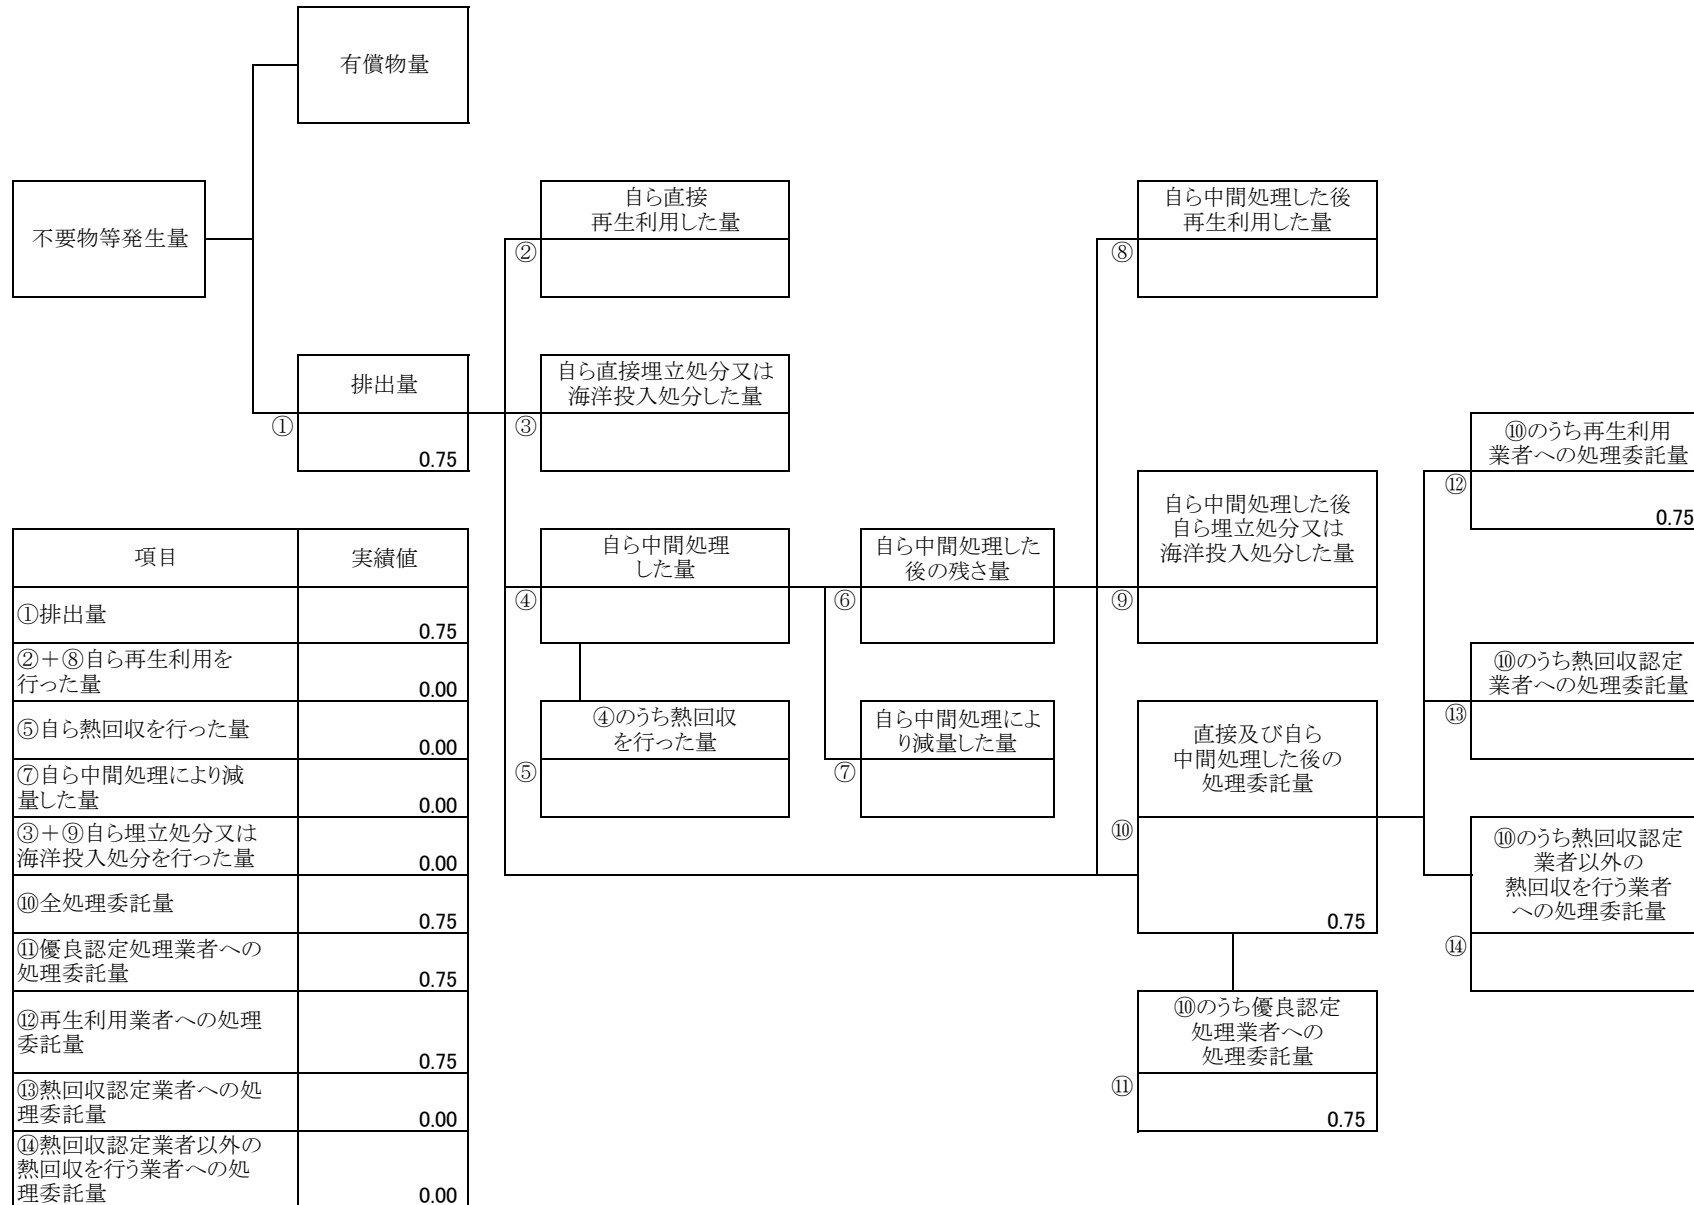 有償物量
不要物等発生量
排出量
①
0.75
自ら直接
再生利用した量
②
自ら直接埋立処分又は
海洋投入処分した量
③
自ら中間処理
した量
④
④のうち熱回収
を行った量
⑤
自ら中間処理した
後の残さ量
⑥
自ら中間処理によ
り減量した量
⑦
自ら中間処理した後
再生利用した量
⑧
自ら中間処理した後
自ら埋立処分又は
海洋投入処分した量
⑨
直接及び自ら
中間処理した後の
処理委託量
⑩
0.75
⑩のうち優良認定
処理業者への
処理委託量
⑪
0.75
⑩のうち再生利用
業者への処理委託量
⑫
0.75
⑩のうち熱回収認定
業者への処理委託量
⑬
⑩のうち熱回収認定
業者以外の
熱回収を行う業者
への処理委託量
⑭
項目 実績値
①排出量
0.75
②+⑧自ら再生利用を
行った量
0.00
⑤自ら熱回収を行った量
0.00
⑦自ら中間処理により減
量した量
0.00
③+⑨自ら埋立処分又は
海洋投入処分を行った量
0.00
⑩全処理委託量
0.75
⑪優良認定処理業者への
処理委託量
0.75
⑫再生利用業者への処理
委託量
0.75
⑬熱回収認定業者への処
理委託量
0.00
⑭熱回収認定業者以外の
熱回収を行う業者への処
理委託量
0.00